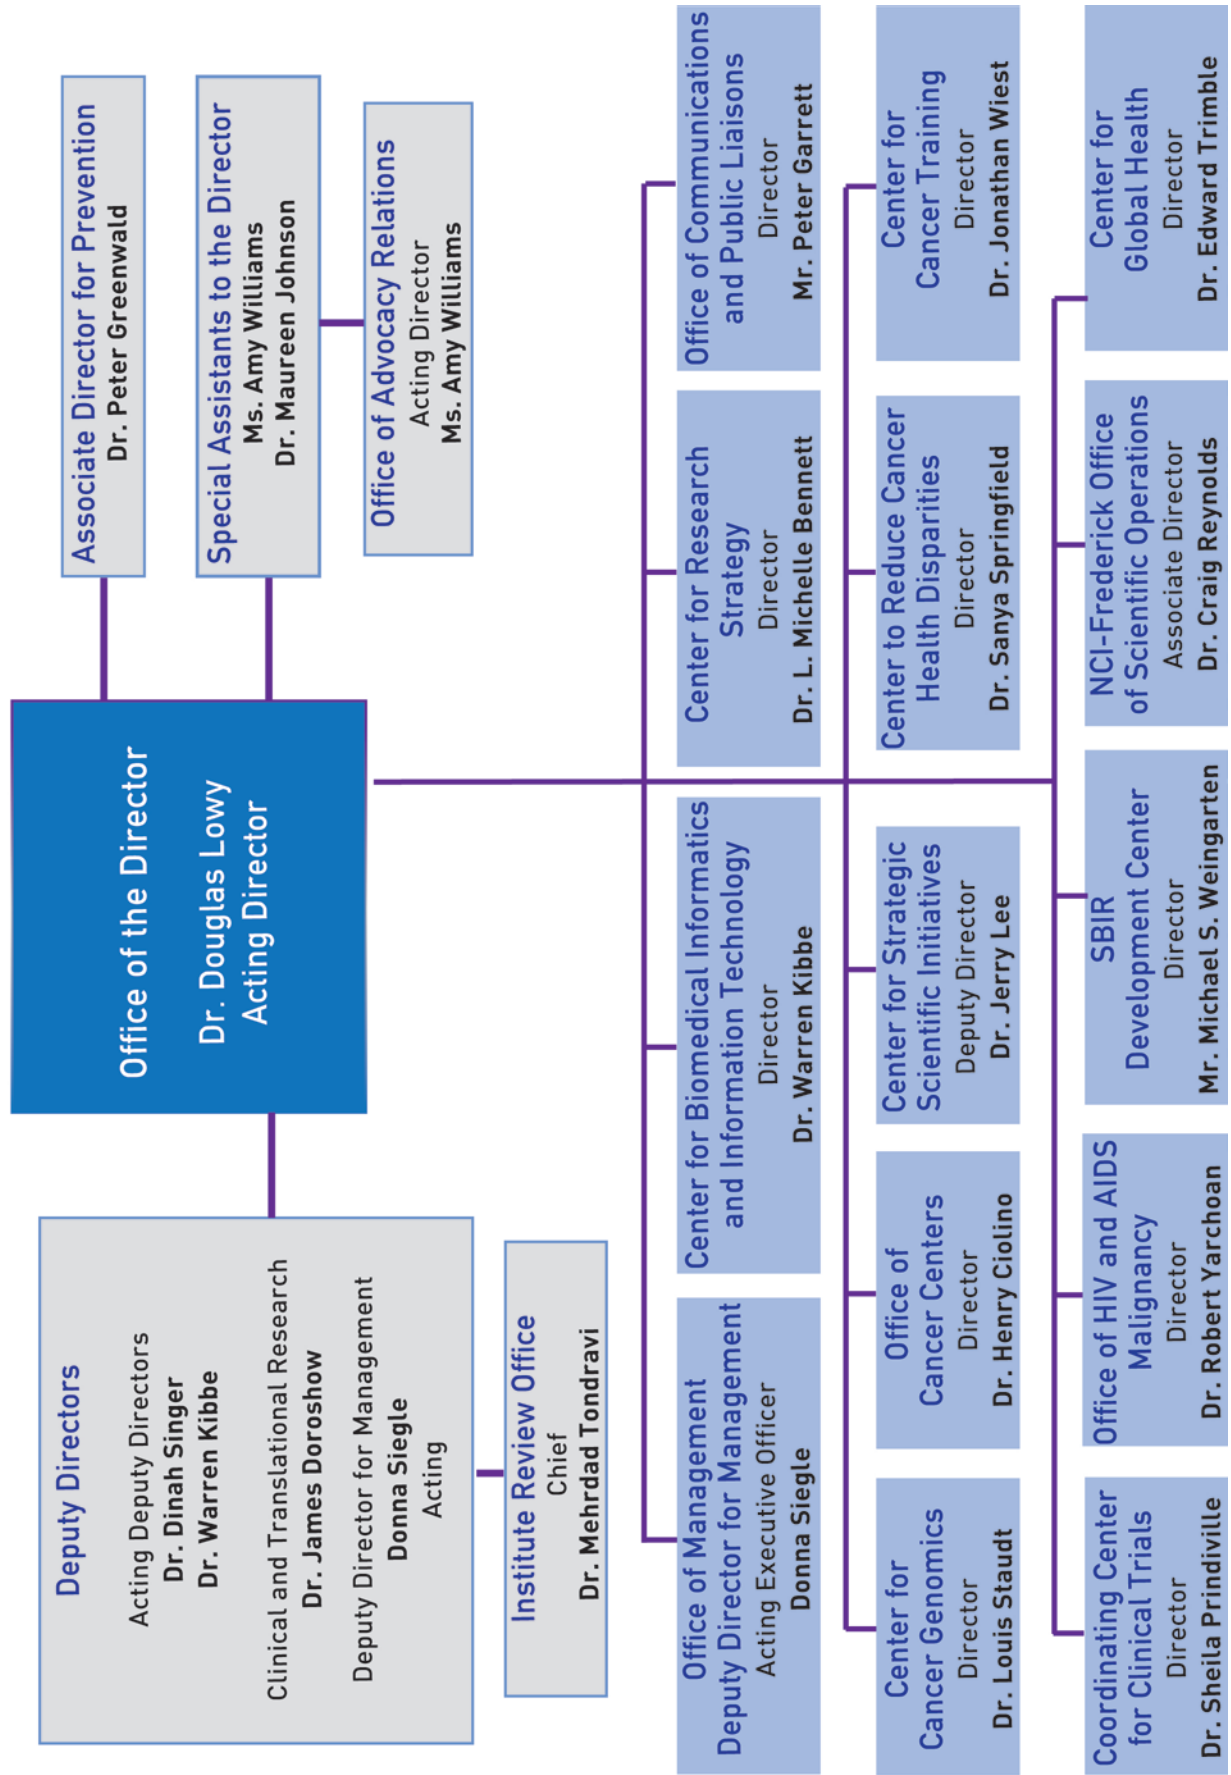 Office of the Director
Dr. Douglas Lowy
Acting Director
Deputy Directors
Acting Deputy Directors
Dr. Dinah Singer
Dr. Warren Kibbe
Clinical and Translational Research
Dr. James Doroshow
Deputy Director for Management
Donna Siegle
Acting
Institute Review Office
Chief
Dr. Mehrdad Tondravi
Associate Director for Prevention
Dr. Peter Greenwald
Special Assistants to the Director
Ms. Amy Williams
Dr. Maureen Johnson
Office of Advocacy Relations
Acting Director
Ms. Amy Williams
Office of Management
Deputy Director for Management
Acting Executive Officer
Donna Siegle
Center for Biomedical Informatics
and Information Technology
Director
Dr. Warren Kibbe
Center for Research
Strategy
Director
Dr. L. Michelle Bennett
Office of Communications
and Public Liaisons
Director
Mr. Peter Garrett
Center for
Cancer Genomics
Director
Dr. Louis Staudt
Office of
Cancer Centers
Director
Dr. Henry Ciolino
Center for Strategic
Scientific Initiatives
Deputy Director
Dr. Jerry Lee
Center to Reduce Cancer
Health Disparities
Director
Dr. Sanya Springfield
Center for
Cancer Training
Director
Dr. Jonathan Wiest
Coordinating Center
for Clinical Trials
Director
Dr. Sheila Prindiville
Office of HIV and AIDS
Malignancy
Director
Dr. Robert Yarchoan
SBIR
Development Center
Director
Mr. Michael S. Weingarten
NCI-Frederick Office
of Scientific Operations
Associate Director
Dr. Craig Reynolds
Center for
Global Health
Director
Dr. Edward Trimble